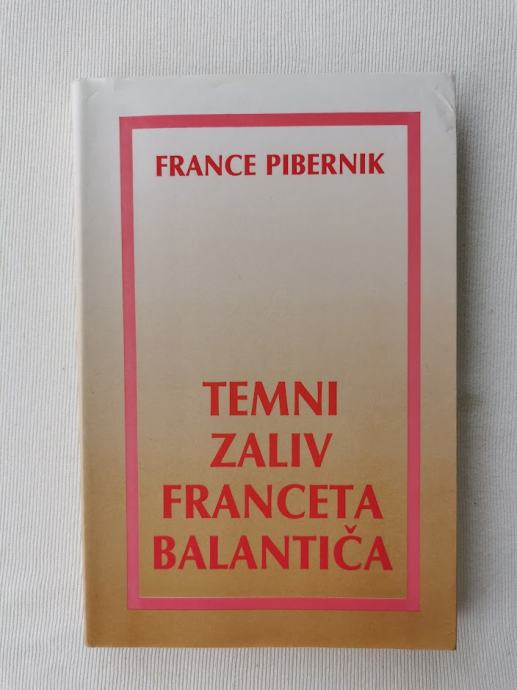 FRANCE PIBERNIK
TEMNI
ZALIV
FRANCETA
BALANTIČA